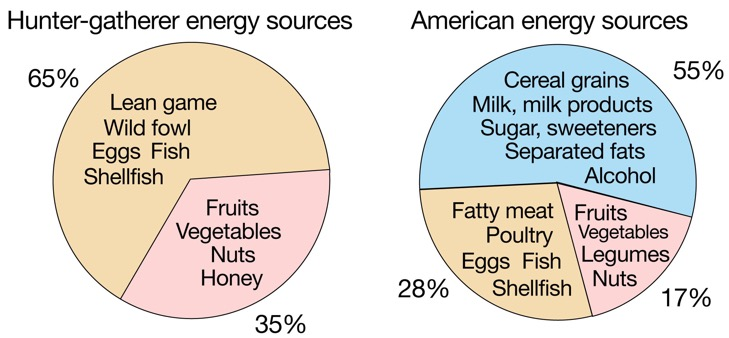 Hunter-gatherer energy sources
65%
Lean game
Wild fowl
Eggs Fish
Shellfish
Fruits
Vegetables
Nuts
Honey
35%
American energy sources
55%
Cereal grains
Milk, milk products
Sugar, sweeteners
Separated fats
Alcohol
Fatty meat
Poultry
Eggs Fish
Shellfish
28%
Fruits
Vegetables
Legumes
Nuts
17%